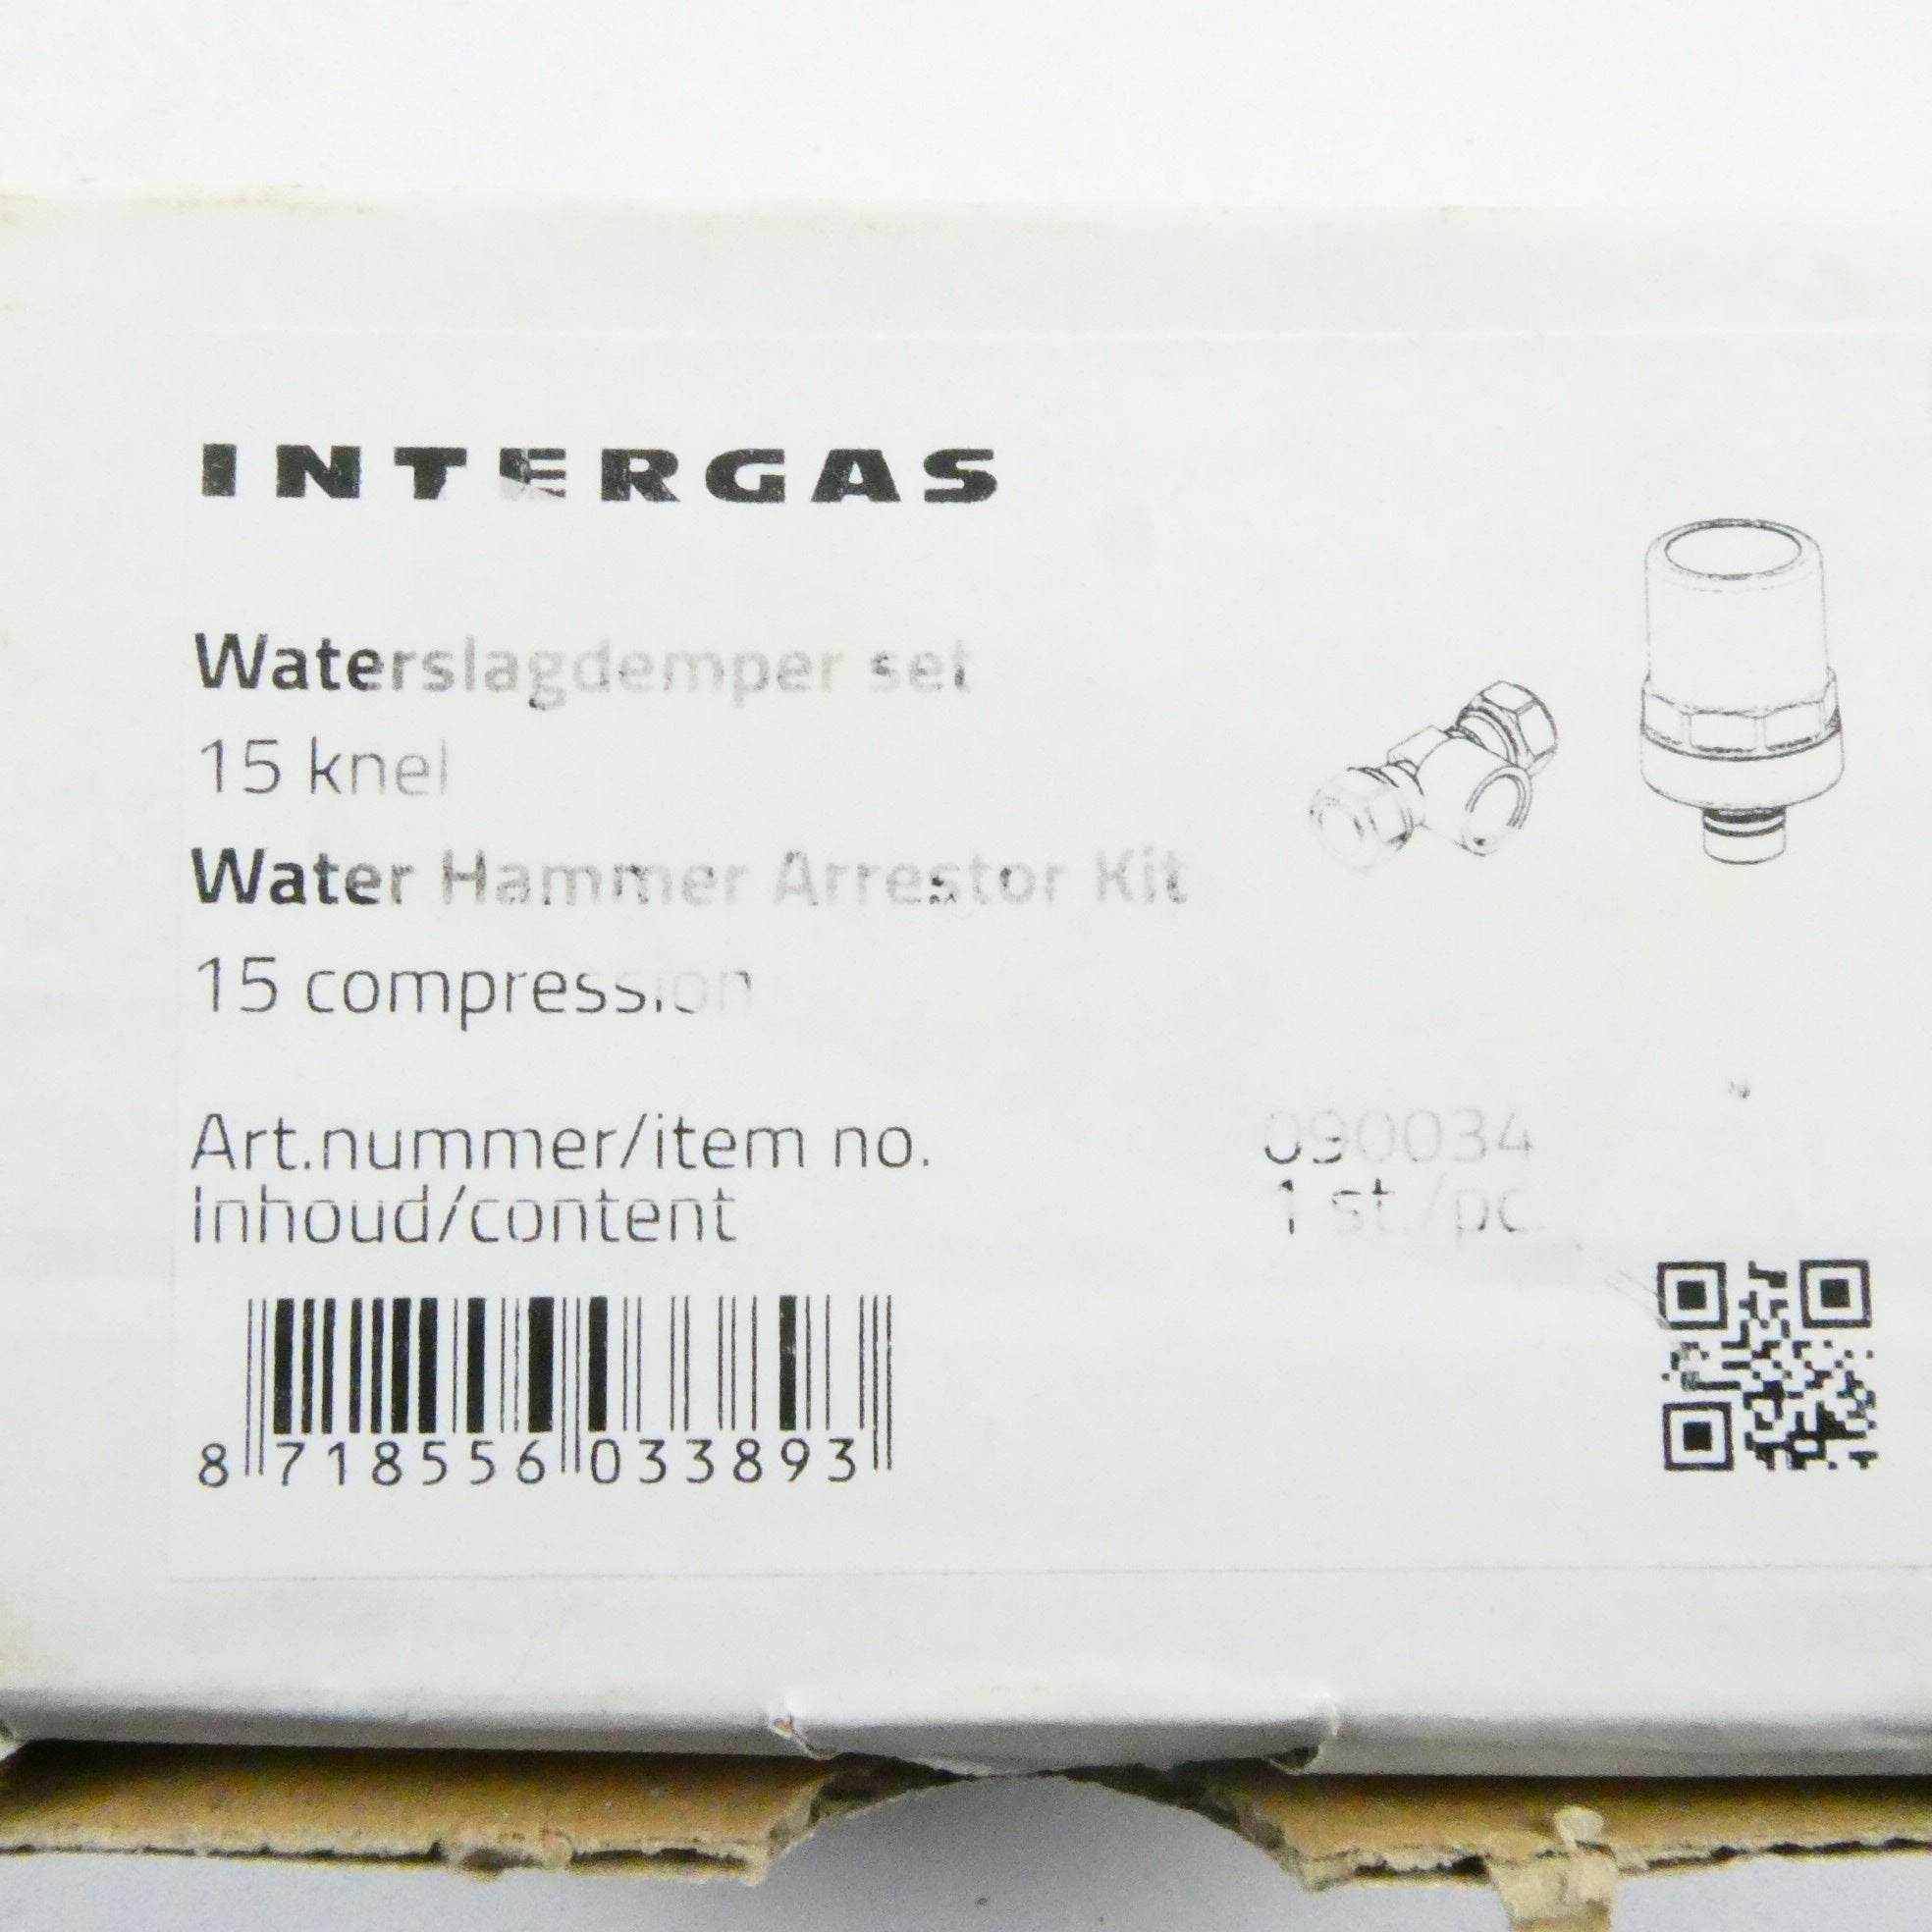 INTERGAS
Waterslagdemper set
15 knel
Water Hammer Arrestor Kit
15 compression
Art.nummer/item no. 090034
Inhoud/content 1 st./pc.
8 718556 033893